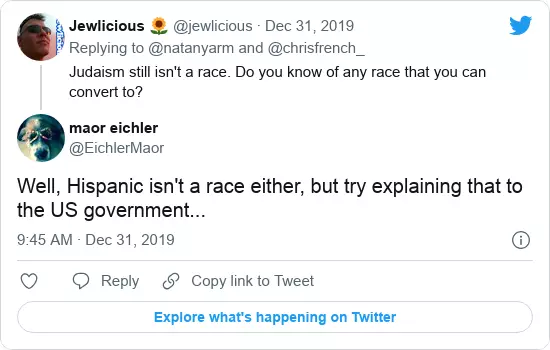 Jewlicious 🌻 @jewlicious · Dec 31, 2019
Replying to @natanyarm and @chrisfrench_
Judaism still isn't a race. Do you know of any race that you can
convert to?
maor eichler
@EichlerMaor
Well, Hispanic isn't a race either, but try explaining that to
the US government...
9:45 AM · Dec 31, 2019
Reply
Copy link to Tweet
Explore what's happening on Twitter